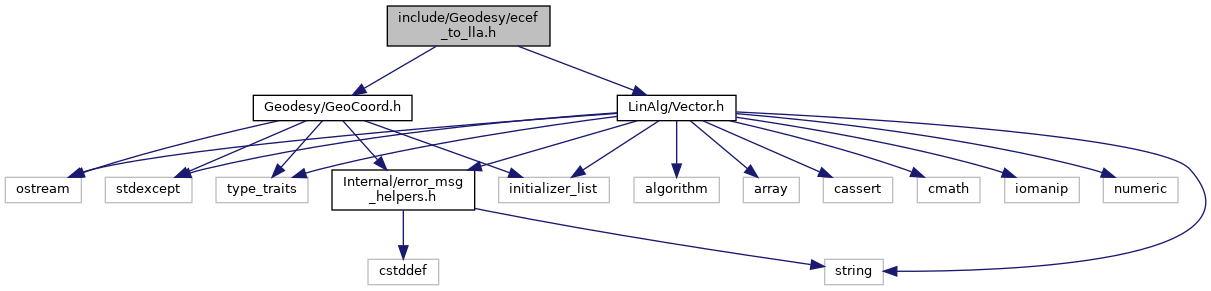 include/Geodesy/ecef
_to_lla.h
Geodesy/GeoCoord.h
LinAlg/Vector.h
ostream
stdexcept
type_traits
Internal/error_msg
_helpers.h
initializer_list
algorithm
array
cassert
cmath
iomanip
numeric
cstddef
string